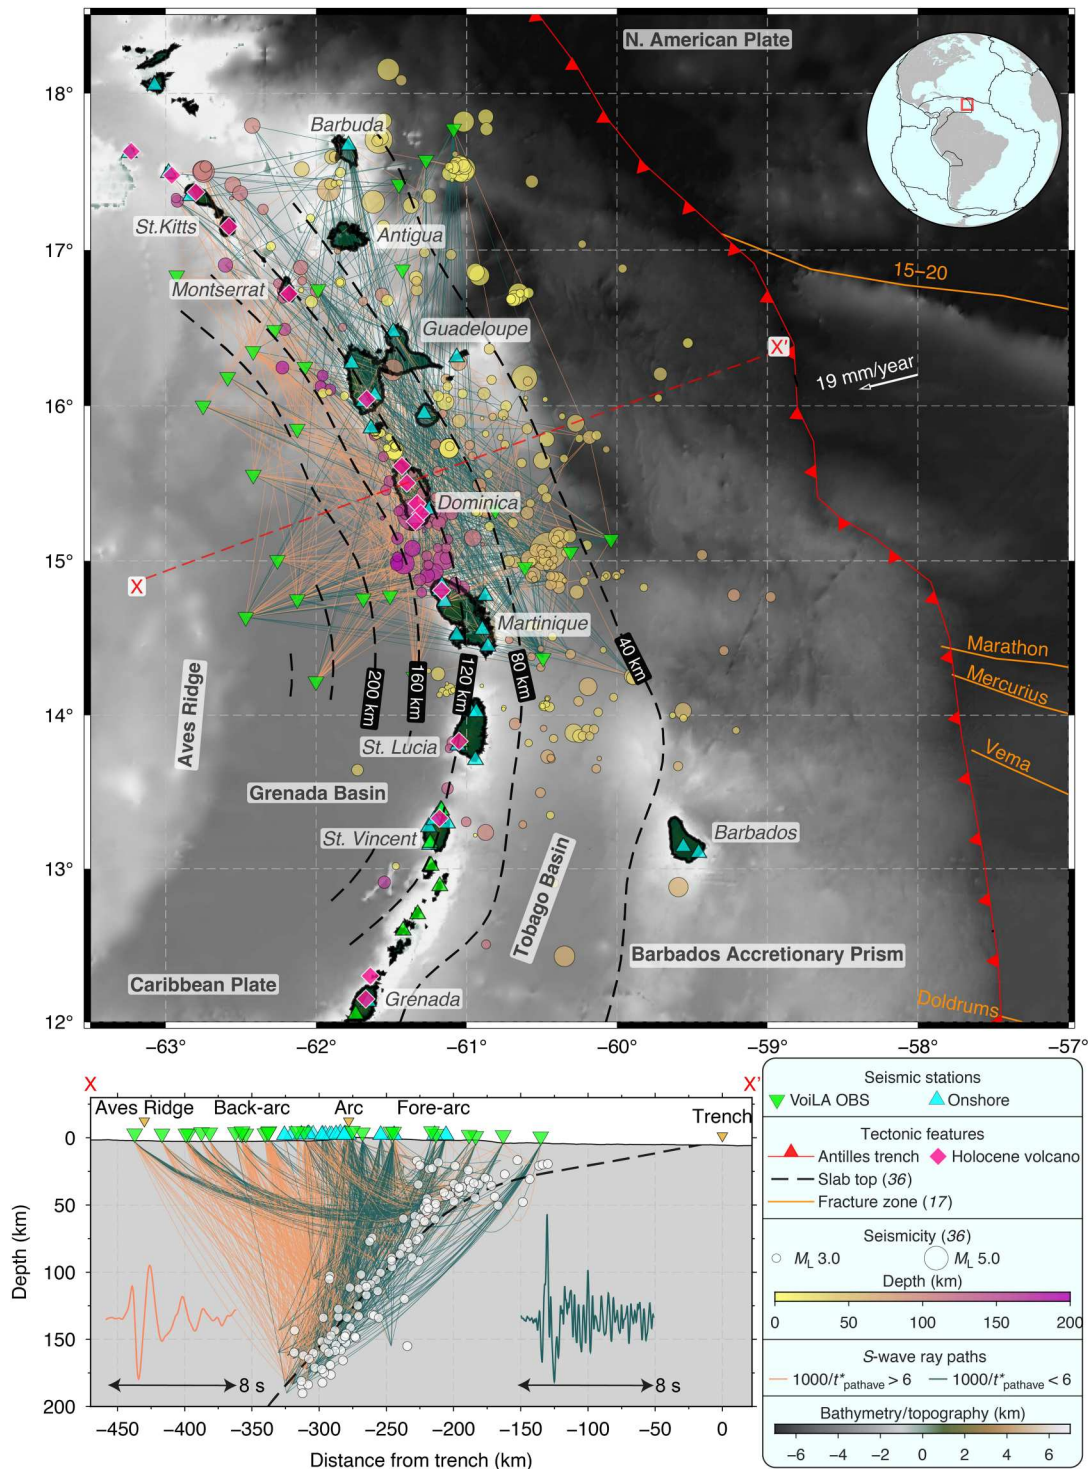 N. American Plate
18°
Barbuda
St.Kitts
Antigua
17°
15–20
Montserrat
Guadeloupe
X'
19 mm/year
16°
Dominica
15°
X
Martinique
Marathon
40 km
80 km
120 km
160 km
200 km
Mercurius
Aves Ridge
14°
St. Lucia
Vema
Grenada Basin
St. Vincent
Barbados
13°
Tobago Basin
Barbados Accretionary Prism
Caribbean Plate
Grenada
Doldrums
12°
−63° −62° −61° −60° −59° −58° −57°
X X'
Aves Ridge Back-arc Arc Fore-arc Trench
0
50
100
150
200
Depth (km)
8 s 8 s
−450 −400 −350 −300 −250 −200 −150 −100 −50 0
Distance from trench (km)
Seismic stations
VoiLA OBS Onshore
Tectonic features
Antilles trench Holocene volcano
Slab top (36)
Fracture zone (17)
Seismicity (36)
ML 3.0 ML 5.0
Depth (km)
0 50 100 150 200
S-wave ray paths
1000/t*pathave > 6 1000/t*pathave < 6
Bathymetry/topography (km)
−6 −4 −2 0 2 4 6